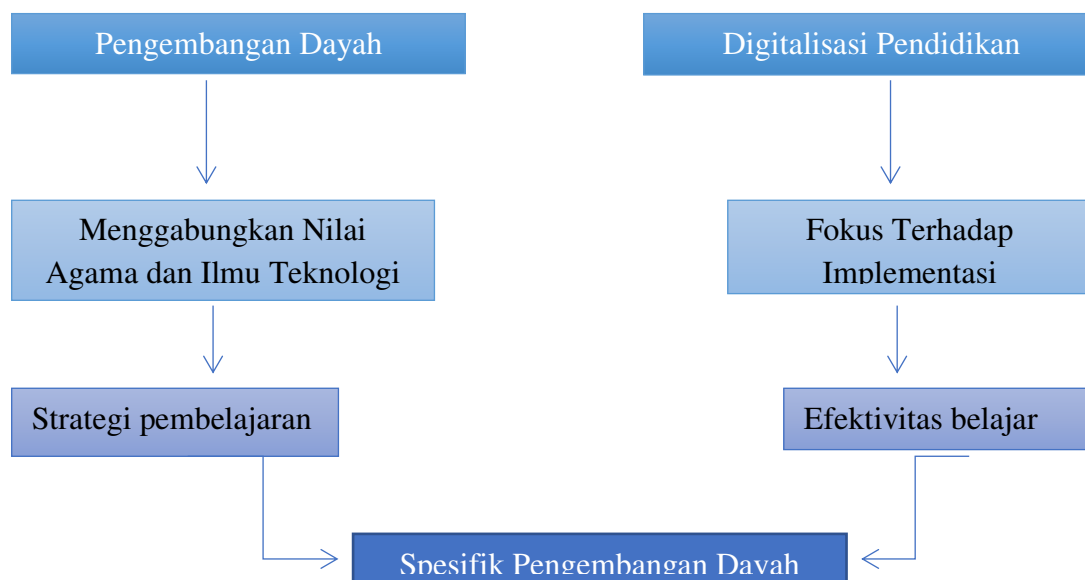 Pengembangan Dayah
Digitalisasi Pendidikan
Menggabungkan Nilai
Agama dan Ilmu Teknologi
Fokus Terhadap
Implementasi
Strategi pembelajaran
Efektivitas belajar
Spesifik Pengembangan Dayah